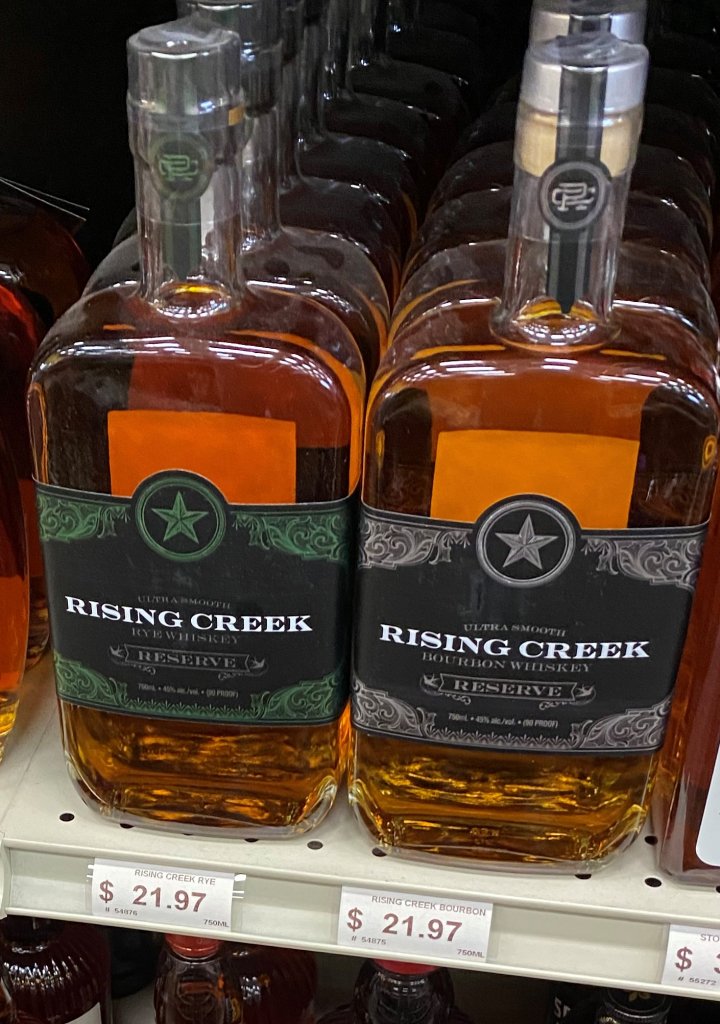 ULTRA SMOOTH
RISING CREEK
RYE WHISKEY
RESERVE
750mL • 45% alc./vol. • (90 PROOF)
ULTRA SMOOTH
RISING CREEK
BOURBON WHISKEY
RESERVE
750mL • 45% alc./vol. • (90 PROOF)
RISING CREEK RYE
$ 21.97
# 54876
750ML
RISING CREEK BOURBON
$ 21.97
# 54875
750ML
STO
$
# 55272